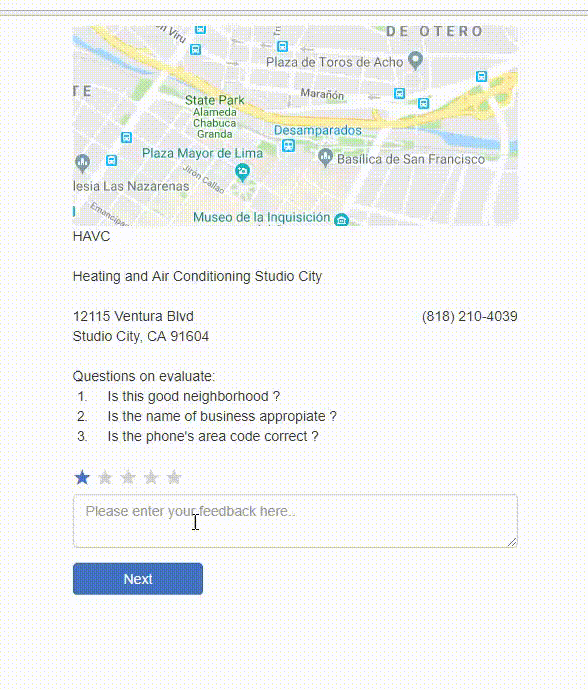 n Viru
E
DE OTERO
Plaza de Toros de Acho
TE
Marañón
State Park
Alameda
Chabuca
Granda
Desamparados
Plaza Mayor de Lima
Basílica de San Francisco
Jirón Callao
lesia Las Nazarenas
Emancipac
Museo de la Inquisición
HAVC
Heating and Air Conditioning Studio City
12115 Ventura Blvd (818) 210-4039
Studio City, CA 91604
Questions on evaluate:
1. Is this good neighborhood ?
2. Is the name of business appropiate ?
3. Is the phone's area code correct ?
Please enter your feedback here..
Next